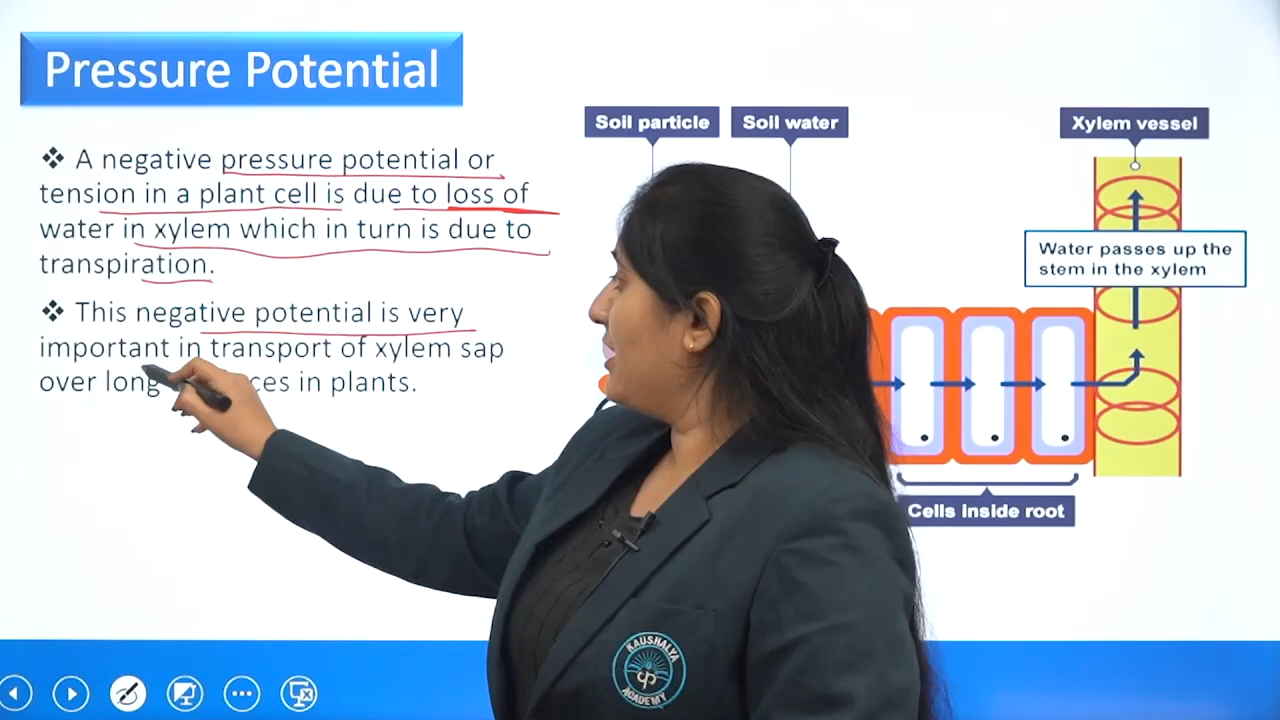 Pressure Potential
Soil particle
Soil water
Xylem vessel
❖ A negative pressure potential or
tension in a plant cell is due to loss of
water in xylem which in turn is due to
transpiration.
❖ This negative potential is very
important in transport of xylem sap
over long ces in plants.
Water passes up the
stem in the xylem
Cells inside root
KAUSHALYA
ACADEMY